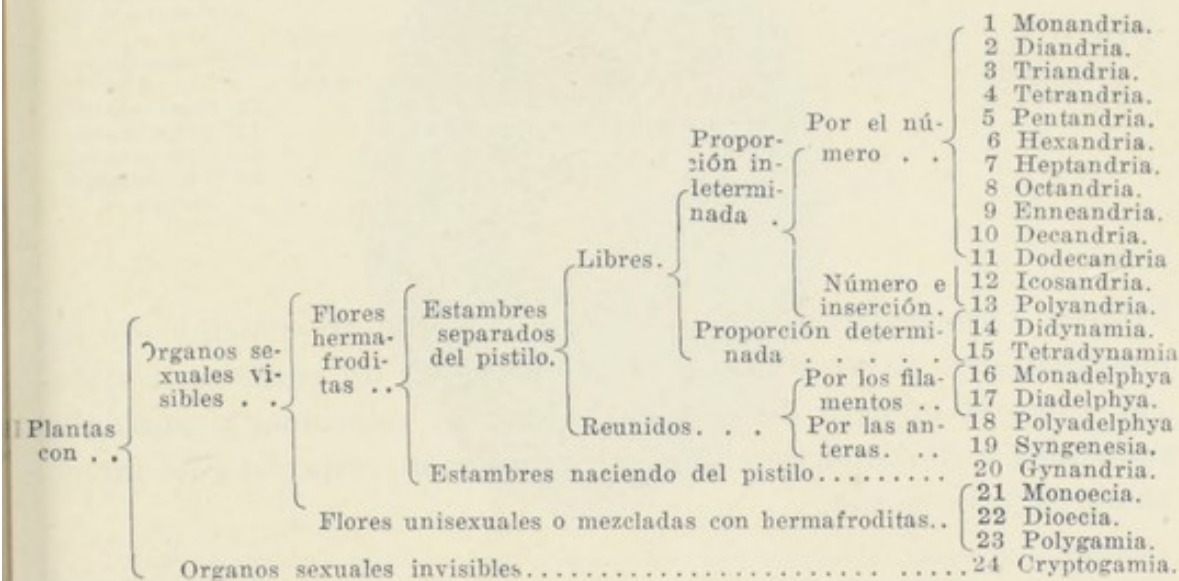 1 Monandria.
2 Diandria.
3 Triandria.
4 Tetrandria.
Por el nú- 5 Pentandria.
Propor- mero . . 6 Hexandria.
ción in- 7 Heptandria.
letermi- 8 Octandria.
nada . 9 Enneandria.
10 Decandria.
Libres. 11 Dodecandria
Número e 12 Icosandria.
Flores Estambres inserción. 13 Polyandria.
herma- separados Proporción determi- 14 Didynamia.
Organos se- frodi- del pistilo. nada . . . . . 15 Tetradynamia
xuales vi- tas .. Por los fila- 16 Monadelphya
sibles . . mentos .. 17 Diadelphya.
Plantas Reunidos. . . Por las an- 18 Polyadelphya
con . . teras. .. 19 Syngenesia.
Estambres naciendo del pistilo......... 20 Gynandria.
21 Monoecia.
Flores unisexuales o mezcladas con hermafroditas.. 22 Dioecia.
23 Polygamia.
Organos sexuales invisibles........................ ..... 24 Cryptogamia.